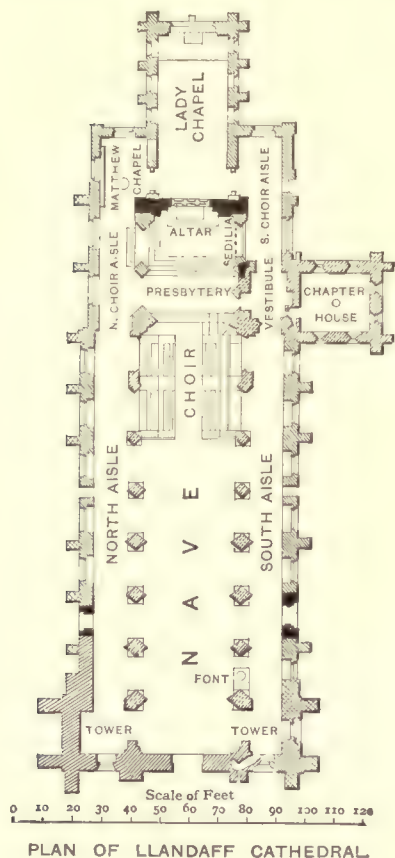 LADY
CHAPEL
MATTHEW
CHAPEL
ALTAR
SEDILIA
N. CHOIR AISLE
S. CHOIR AISLE
PRESBYTERY
VESTIBULE
CHAPTER
HOUSE
CHOIR
NORTH AISLE
NAVE
SOUTH AISLE
FONT
TOWER
TOWER
Scale of Feet
0 10 20 30 40 50 60 70 80 90 100 110 120
PLAN OF LLANDAFF CATHEDRAL